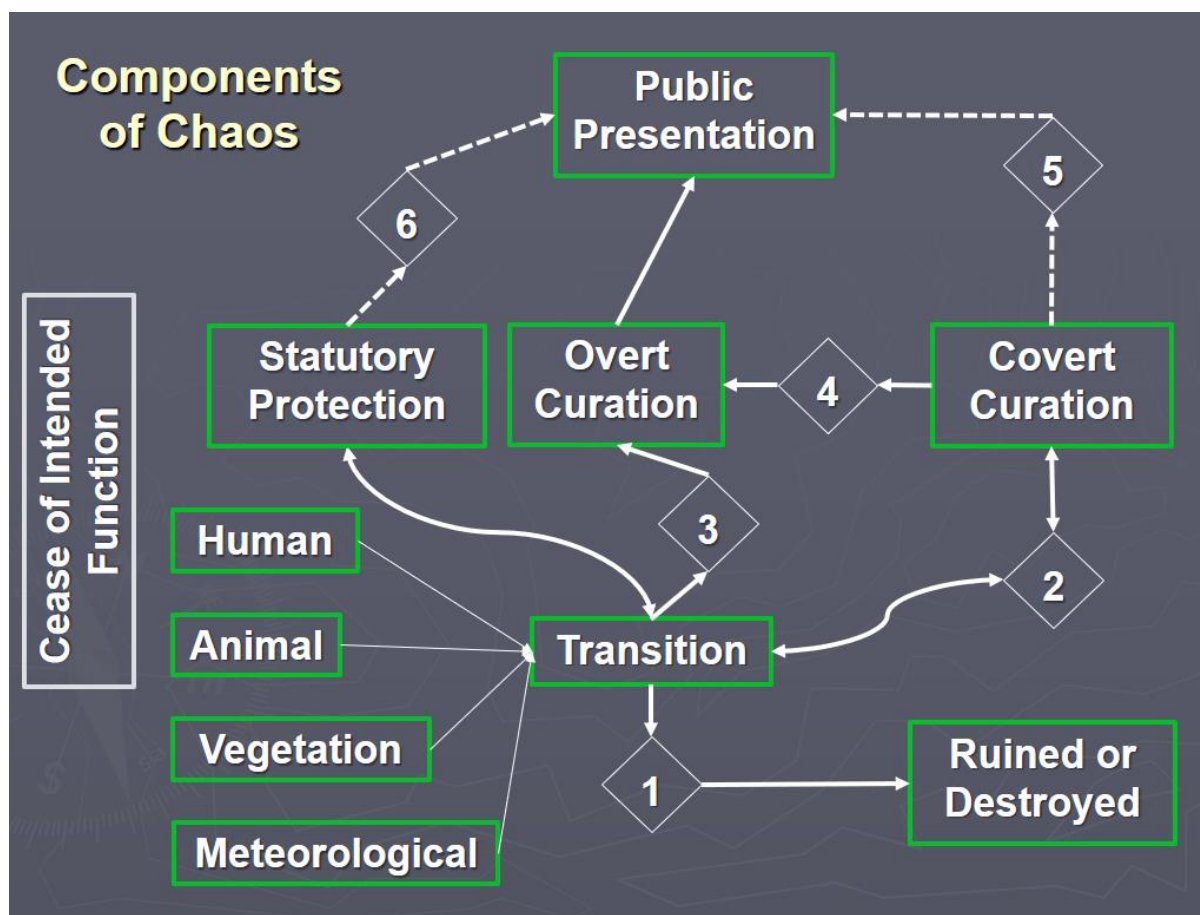 Components
of Chaos
Public
Presentation
5
6
Cease of Intended
Function
Statutory
Protection
Overt
Curation
4
Covert
Curation
Human
3
2
Animal
Transition
Vegetation
1
Ruined or
Destroyed
Meteorological